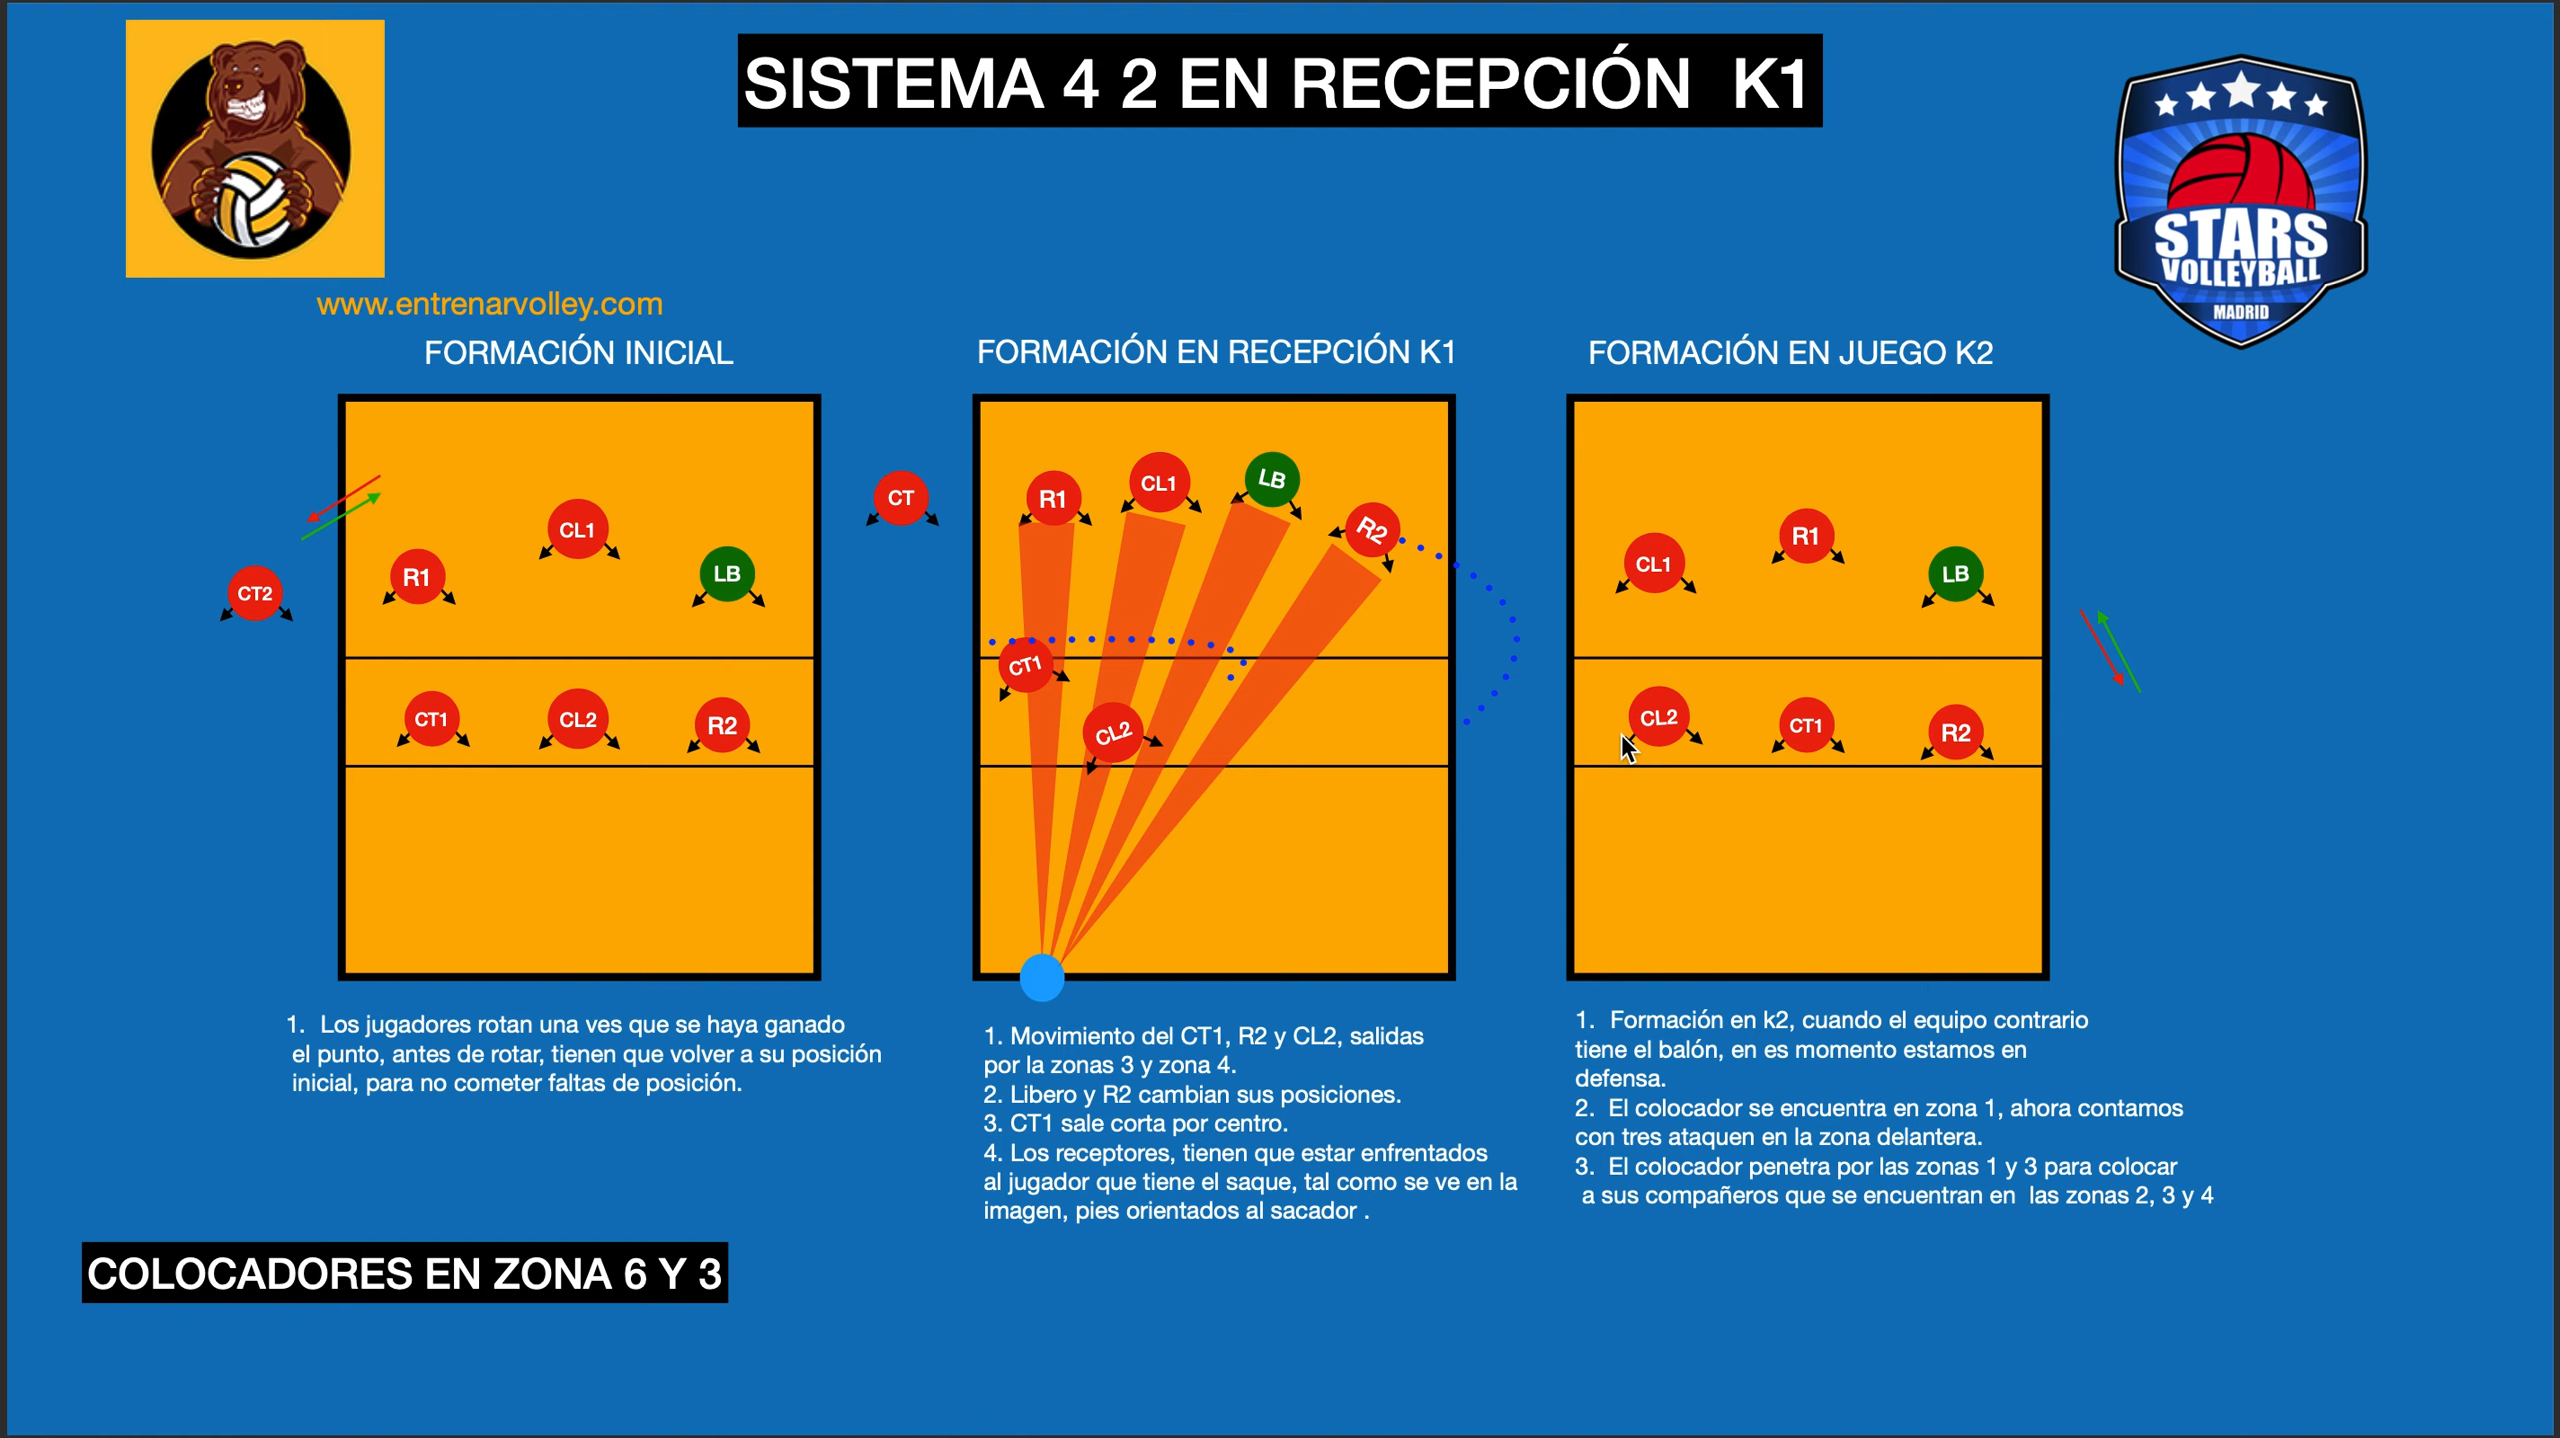 SISTEMA 4 2 EN RECEPCIÓN K1
STARS
VOLLEYBALL
MADRID
www.entrenarvolley.com
FORMACIÓN INICIAL
FORMACIÓN EN RECEPCIÓN K1
FORMACIÓN EN JUEGO K2
CT2
R1
CL1
LB
CT1
CL2
R2
CT
R1
CL1
LB
R2
CT1
CL2
CL1
R1
LB
CL2
CT1
R2
1. Los jugadores rotan una ves que se haya ganado
el punto, antes de rotar, tienen que volver a su posición
inicial, para no cometer faltas de posición.
1. Movimiento del CT1, R2 y CL2, salidas
por la zonas 3 y zona 4.
2. Libero y R2 cambian sus posiciones.
3. CT1 sale corta por centro.
4. Los receptores, tienen que estar enfrentados
al jugador que tiene el saque, tal como se ve en la
imagen, pies orientados al sacador .
1. Formación en k2, cuando el equipo contrario
tiene el balón, en es momento estamos en
defensa.
2. El colocador se encuentra en zona 1, ahora contamos
con tres ataquen en la zona delantera.
3. El colocador penetra por las zonas 1 y 3 para colocar
a sus compañeros que se encuentran en las zonas 2, 3 y 4
COLOCADORES EN ZONA 6 Y 3